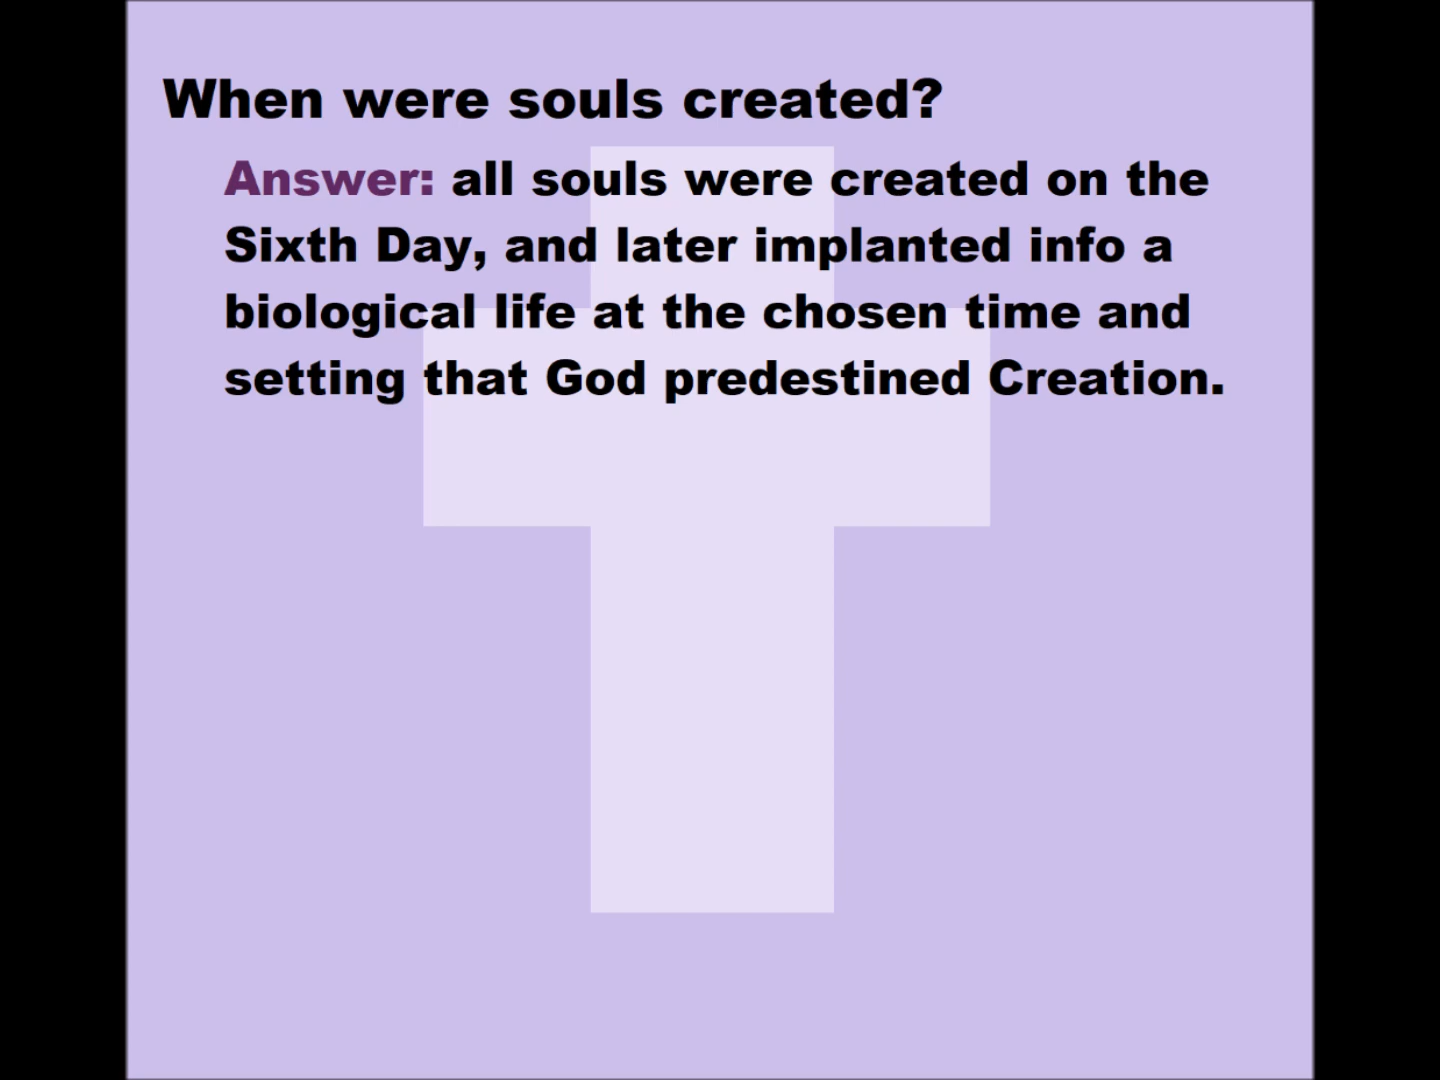 When were souls created?
Answer: all souls were created on the
Sixth Day, and later implanted info a
biological life at the chosen time and
setting that God predestined Creation.